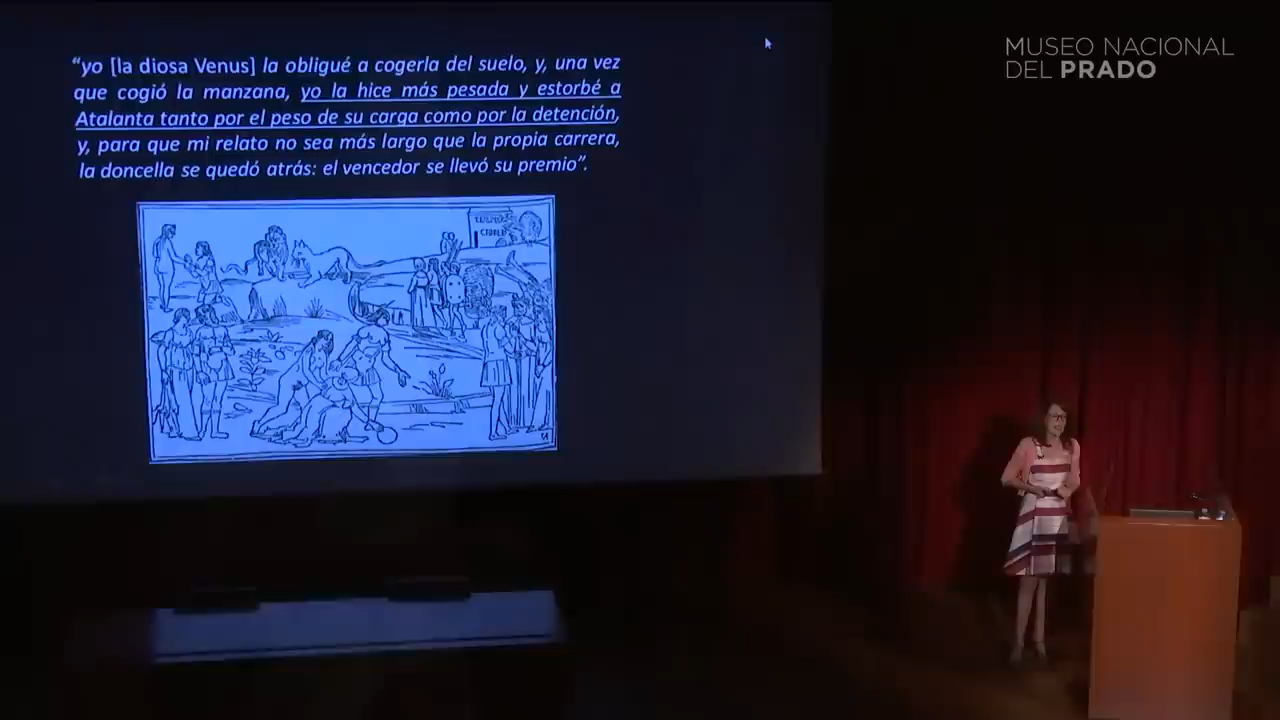 “yo [la diosa Venus] la obligué a cogerla del suelo, y, una vez
que cogió la manzana, yo la hice más pesada y estorbé a
Atalanta tanto por el peso de su carga como por la detención,
y, para que mi relato no sea más largo que la propia carrera,
la doncella se quedó atrás: el vencedor se llevó su premio”.
MUSEO NACIONAL
DEL PRADO